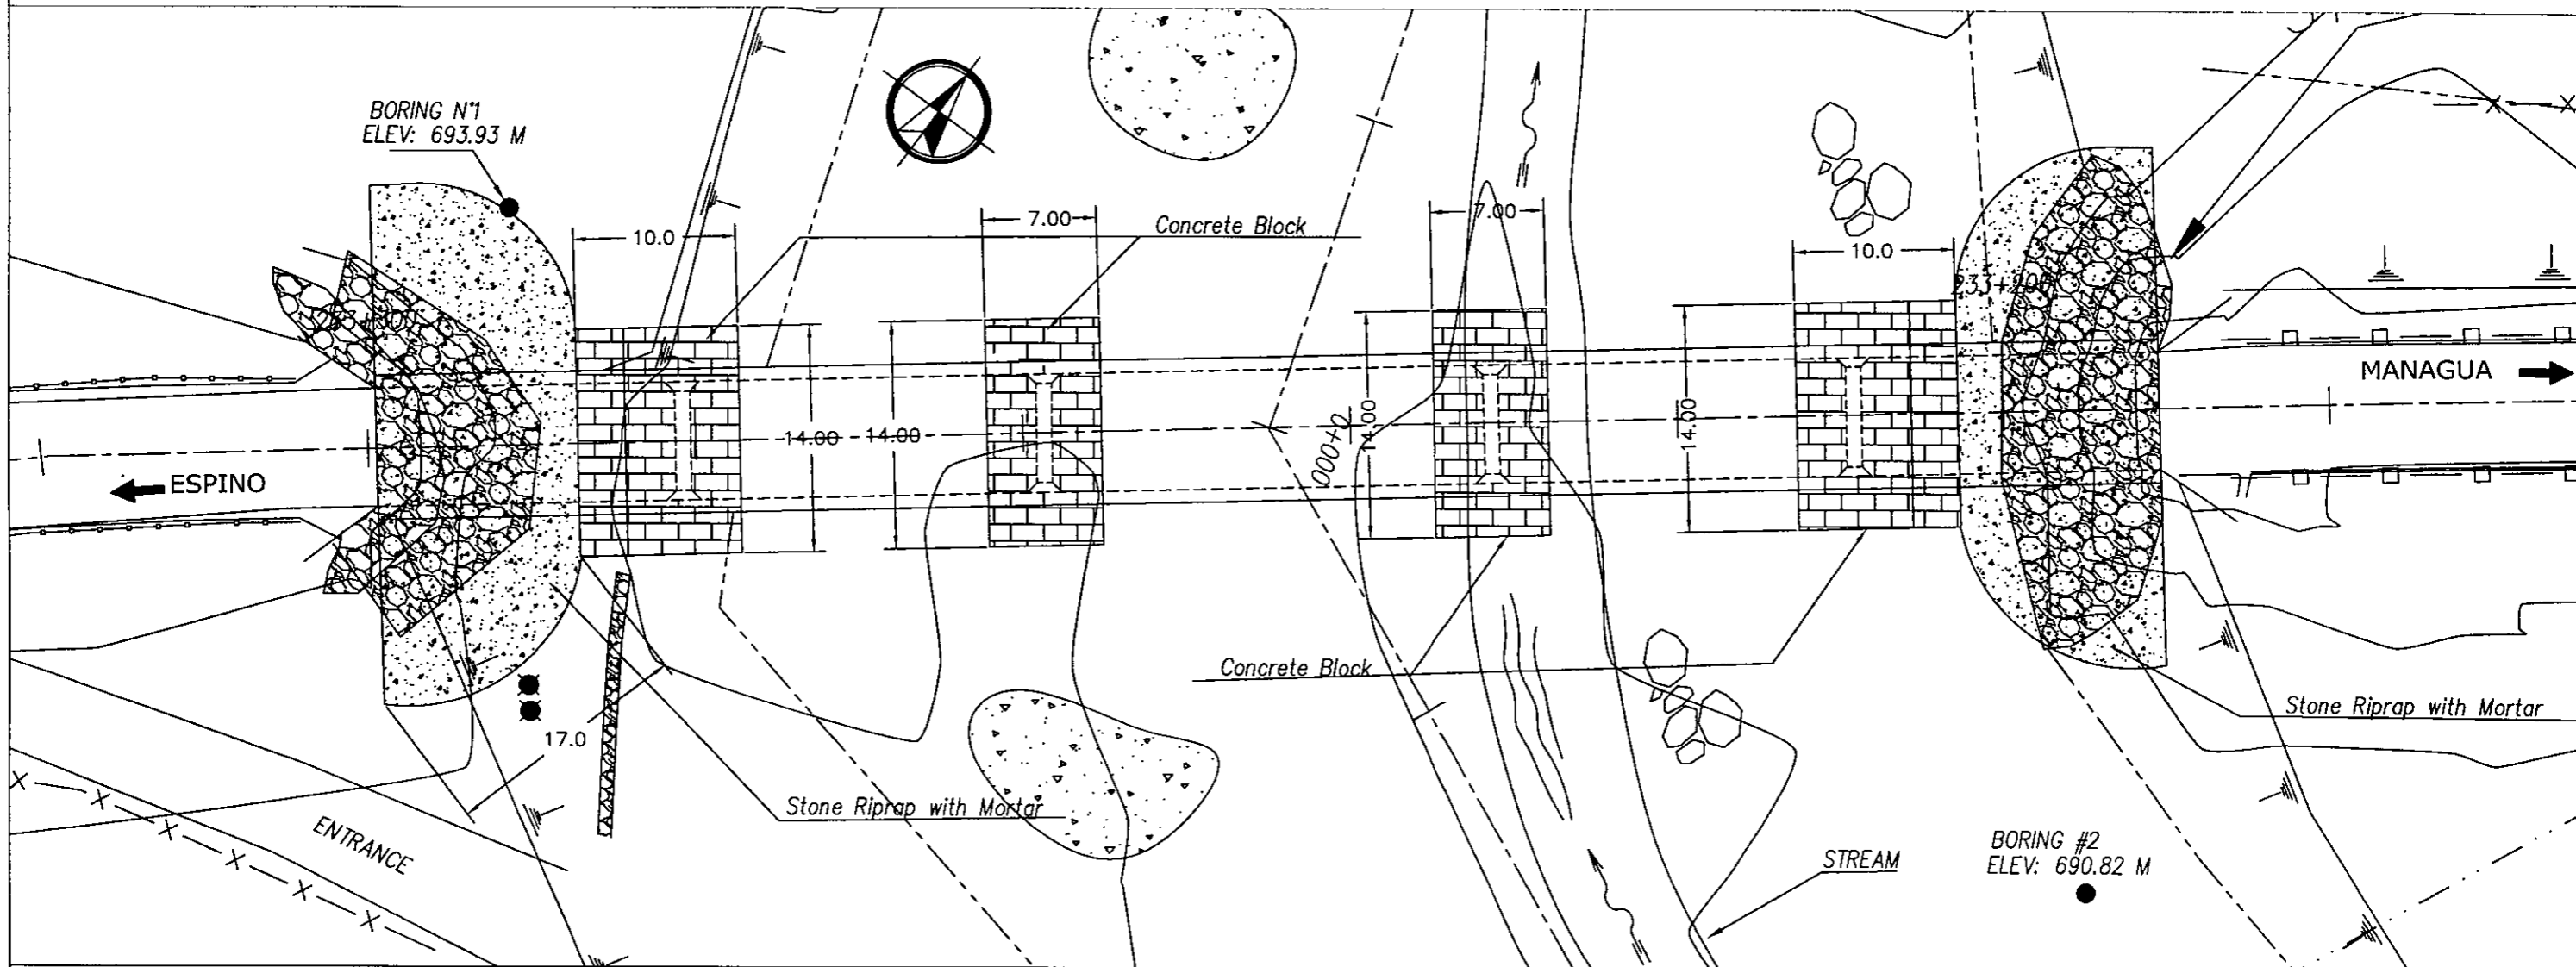 BORING N°1
ELEV: 693.93 M
10.0
7.00
Concrete Block
7.00
10.0
MANAGUA
14.00
14.00
0+000
14.00
14.00
ESPINO
Concrete Block
Stone Riprap with Mortar
17.0
Stone Riprap with Mortar
ENTRANCE
STREAM
BORING #2
ELEV: 690.82 M